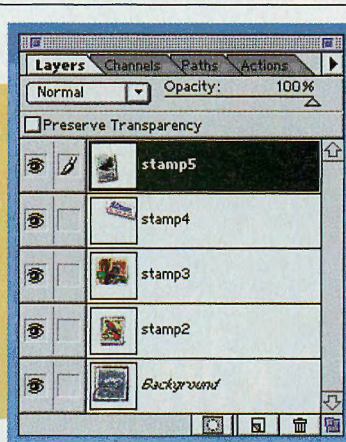 Layers Channels Paths Actions
Normal Opacity: 100%
Preserve Transparency
stamp5
stamp4
stamp3
stamp2
Background